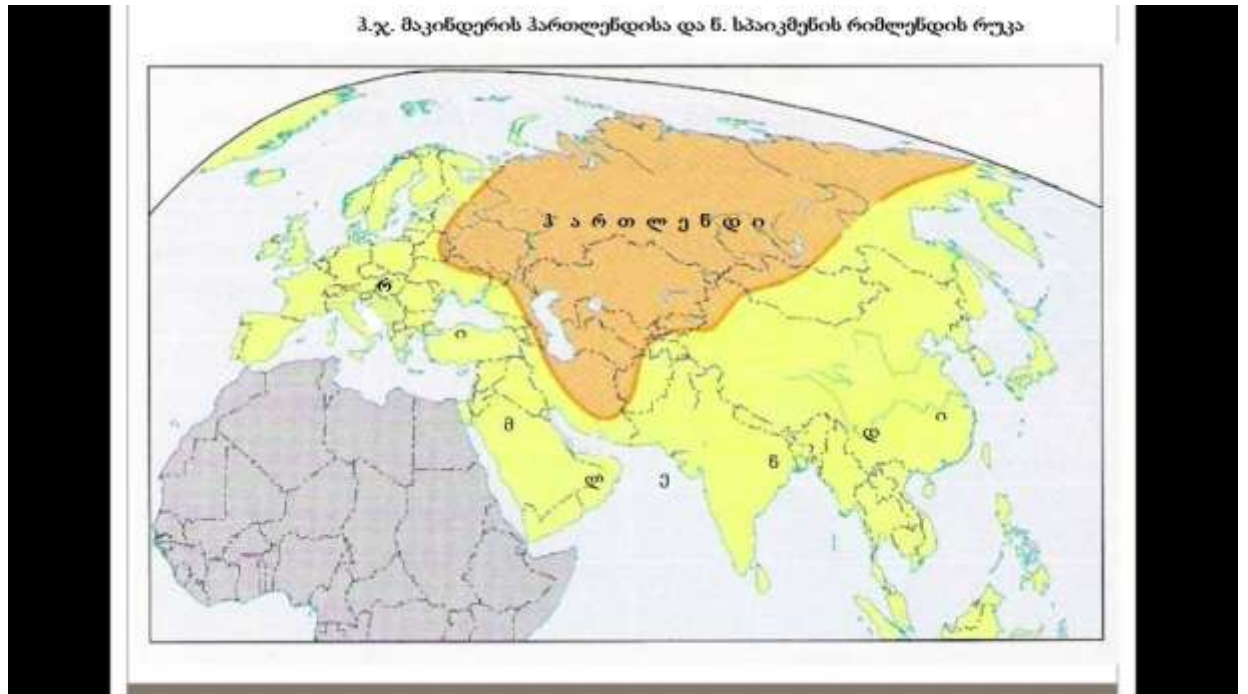 ჰ.ჯ. მაკინდერის ჰართლენდისა და ნ. სპაიკმენის რიმლენდის რუკა
ჰ ა რ თ ლ ე ნ დ ი
რ ი მ ლ ე ნ დ ი